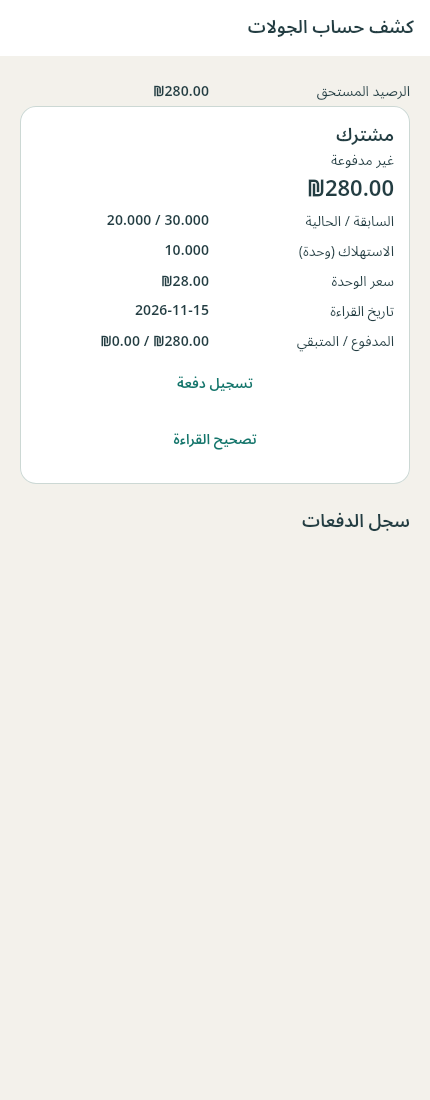 كشف حساب الجولات
الرصيد المستحق ₪280.00
مشترك
غير مدفوعة
₪280.00
السابقة / الحالية 20.000 / 30.000
الاستهلاك (وحدة) 10.000
سعر الوحدة ₪28.00
تاريخ القراءة 2026-11-15
المدفوع / المتبقي ₪0.00 / ₪280.00
تسجيل دفعة
تصحيح القراءة
سجل الدفعات